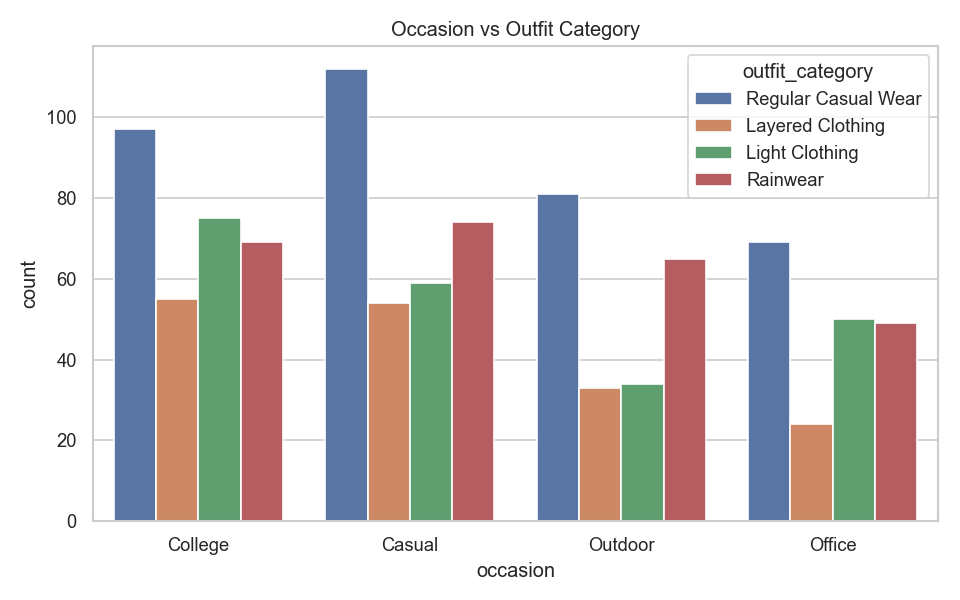 Occasion vs Outfit Category
outfit_category
Regular Casual Wear
Layered Clothing
Light Clothing
Rainwear
count
100
80
60
40
20
0
College Casual Outdoor Office
occasion